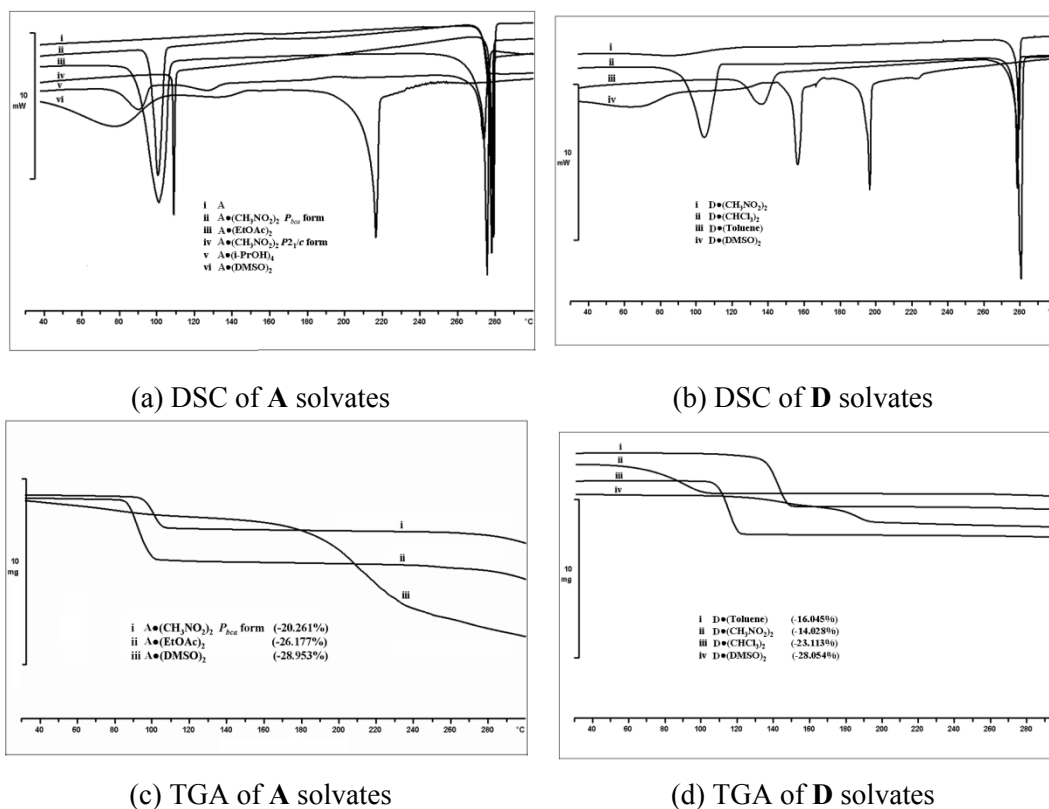 i
ii
iii
iv
v
vi
10
mW
i A
ii A•(CH3NO2)2 Pbca form
iii A•(EtOAc)2
iv A•(CH3NO2)2 P21/c form
v A•(i-PrOH)4
vi A•(DMSO)2
40 60 80 100 120 140 160 180 200 220 240 260 280 °C
(a) DSC of A solvates
i
ii
iii
iv
10
mW
i D•(CH3NO2)2
ii D•(CHCl3)2
iii D•(Toluene)
iv D•(DMSO)2
40 60 80 100 120 140 160 180 200 220 240 260 280
(b) DSC of D solvates
10
mg
i
ii
iii
i A•(CH3NO2)2 Pbca form (-20.261%)
ii A•(EtOAc)2 (-26.177%)
iii A•(DMSO)2 (-28.953%)
40 60 80 100 120 140 160 180 200 220 240 260 280 °C
(c) TGA of A solvates
i
ii
iii
iv
10
mg
i D•(Toluene) (-16.045%)
ii D•(CH3NO2)2 (-14.028%)
iii D•(CHCl3)2 (-23.113%)
iv D•(DMSO)2 (-28.054%)
40 60 80 100 120 140 160 180 200 220 240 260 280
(d) TGA of D solvates